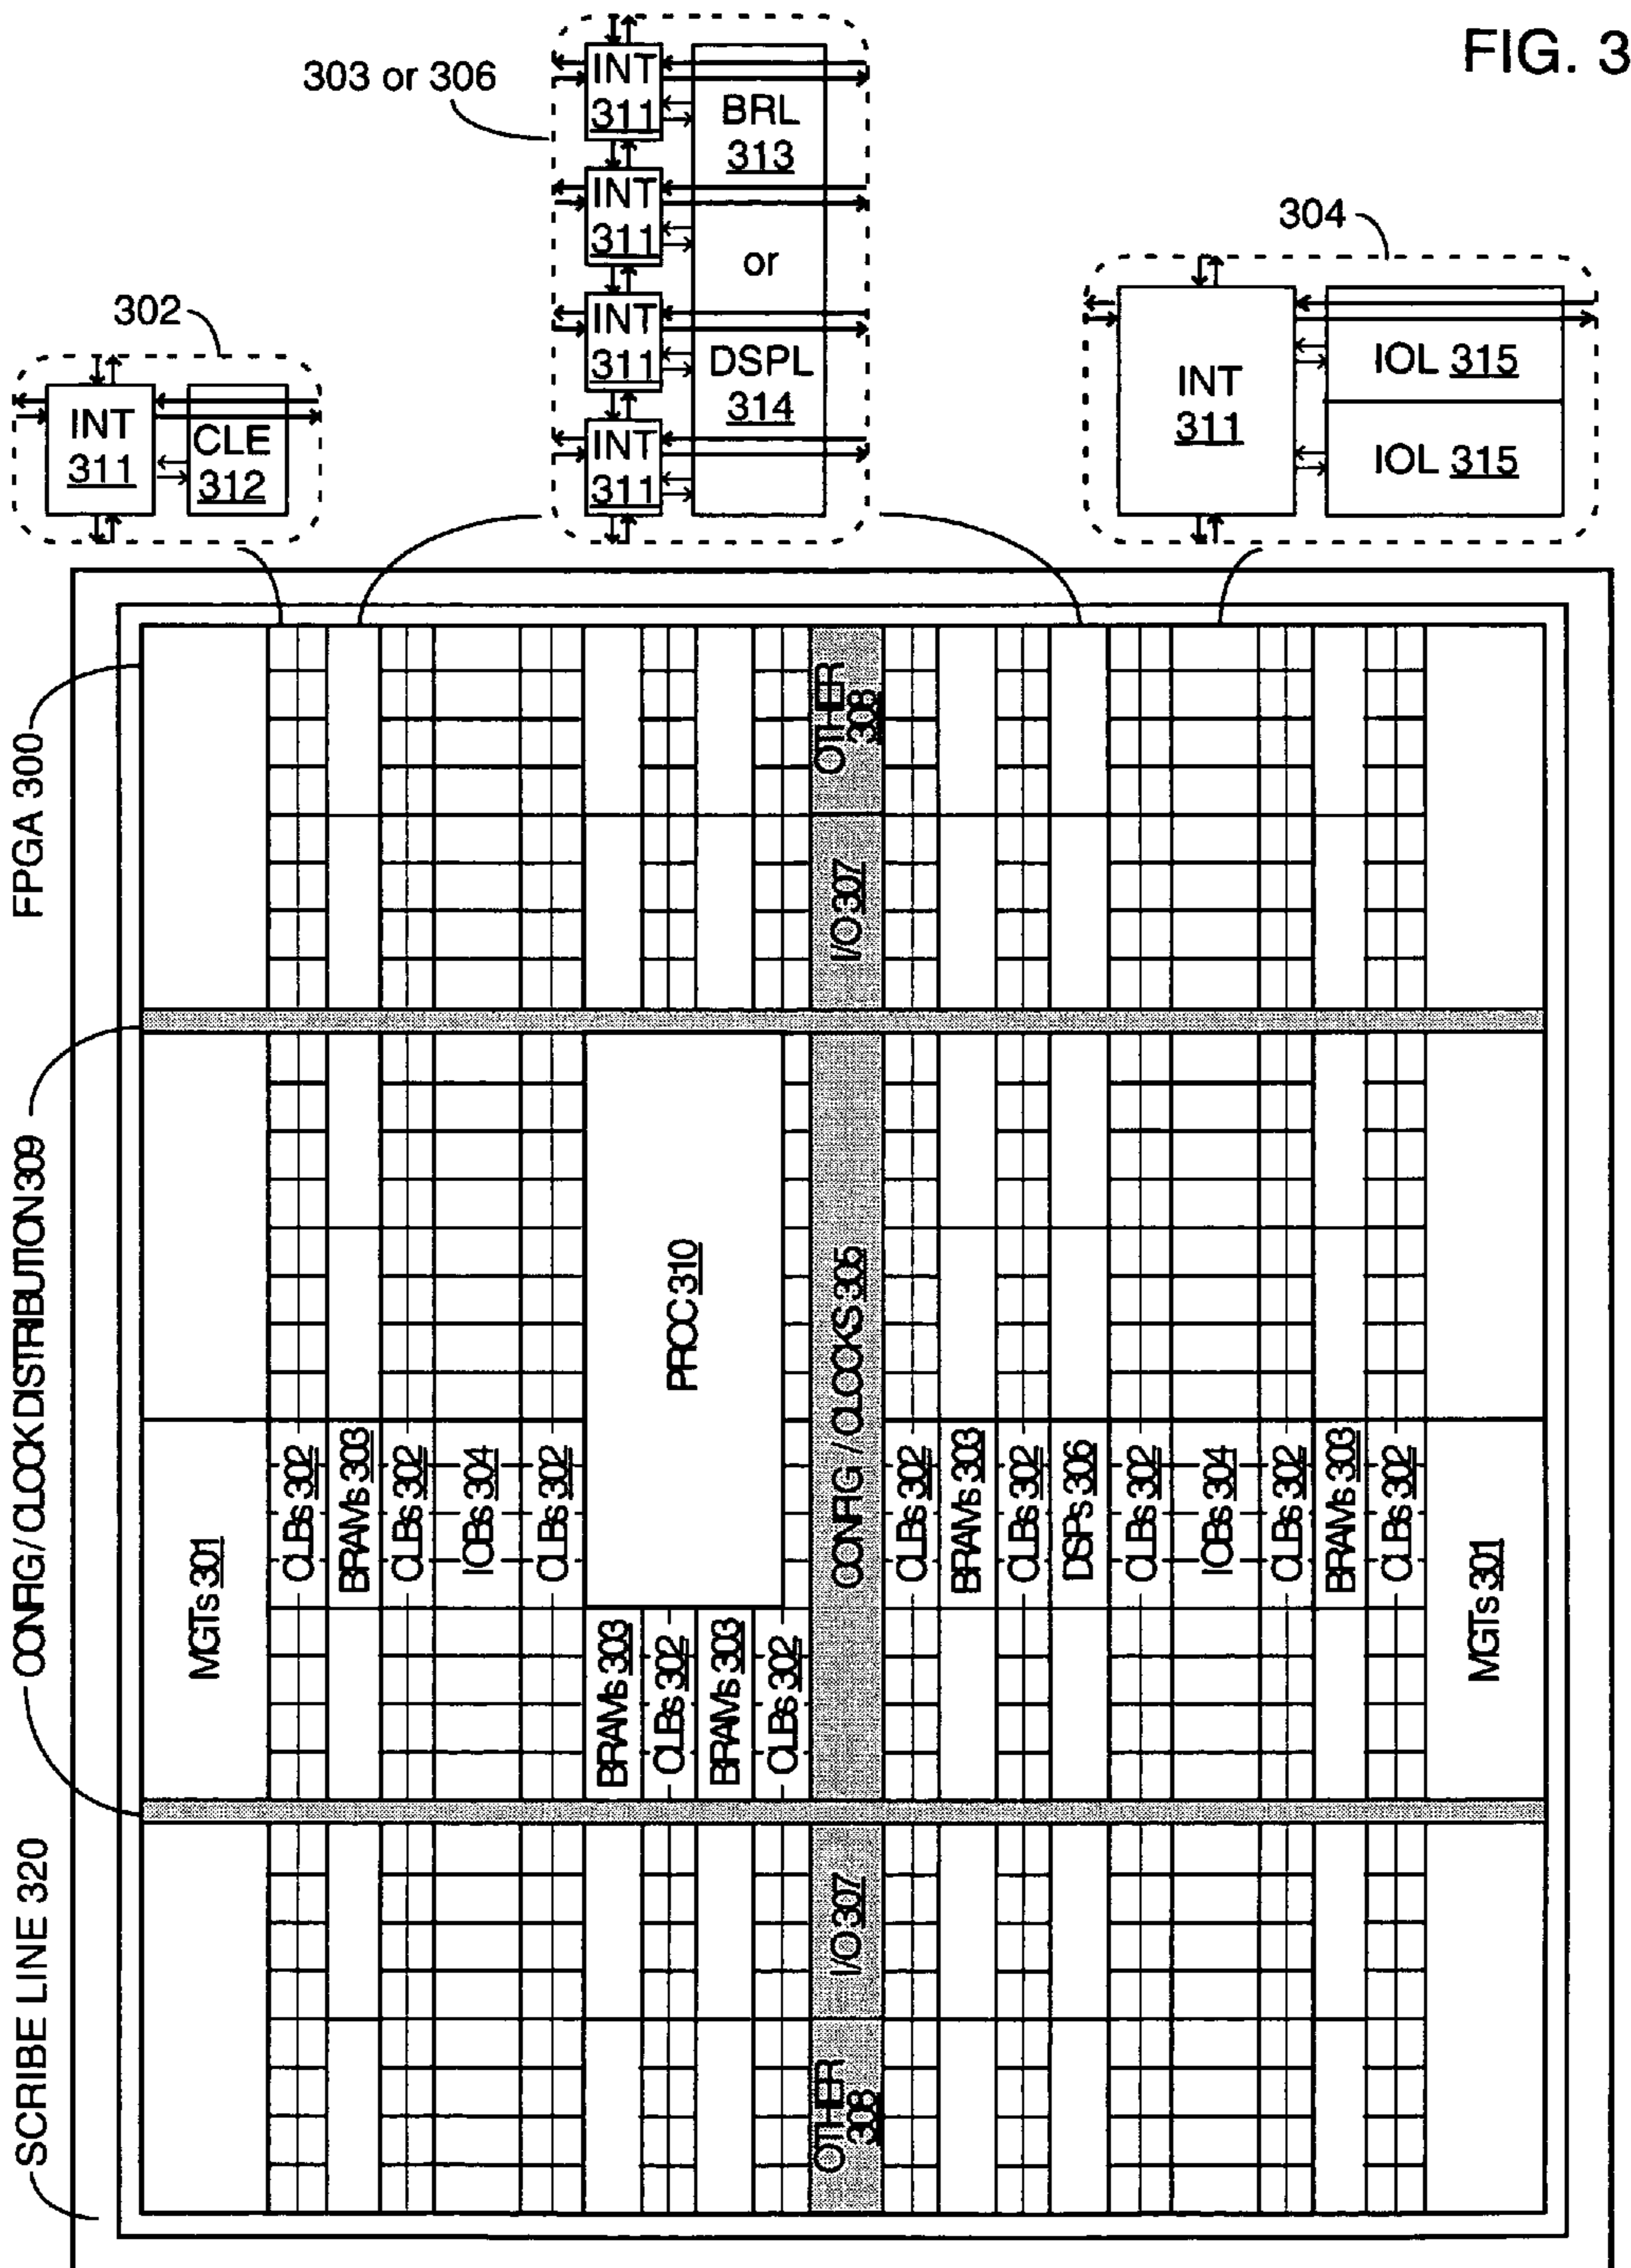 FIG. 3
303 or 306
INT
311
INT
311
INT
311
INT
311
BRL
313
or
DSPL
314
304
INT
311
IOL 315
IOL 315
302
INT
311
CLE
312
FPGA 300
CONFIG / CLOCK DISTRIBUTION 309
SCRIBE LINE 320
OTHER
308
I/O 307
PROC 310
CONFIG / CLOCKS 305
MGTs 301
CLBs 302
BRAMs 303
CLBs 302
IOBs 304
CLBs 302
BRAMs 303
CLBs 302
BRAMs 303
CLBs 302
CLBs 302
BRAMs 303
CLBs 302
DSPs 306
CLBs 302
IOBs 304
CLBs 302
BRAMs 303
CLBs 302
MGTs 301
I/O 307
OTHER
308